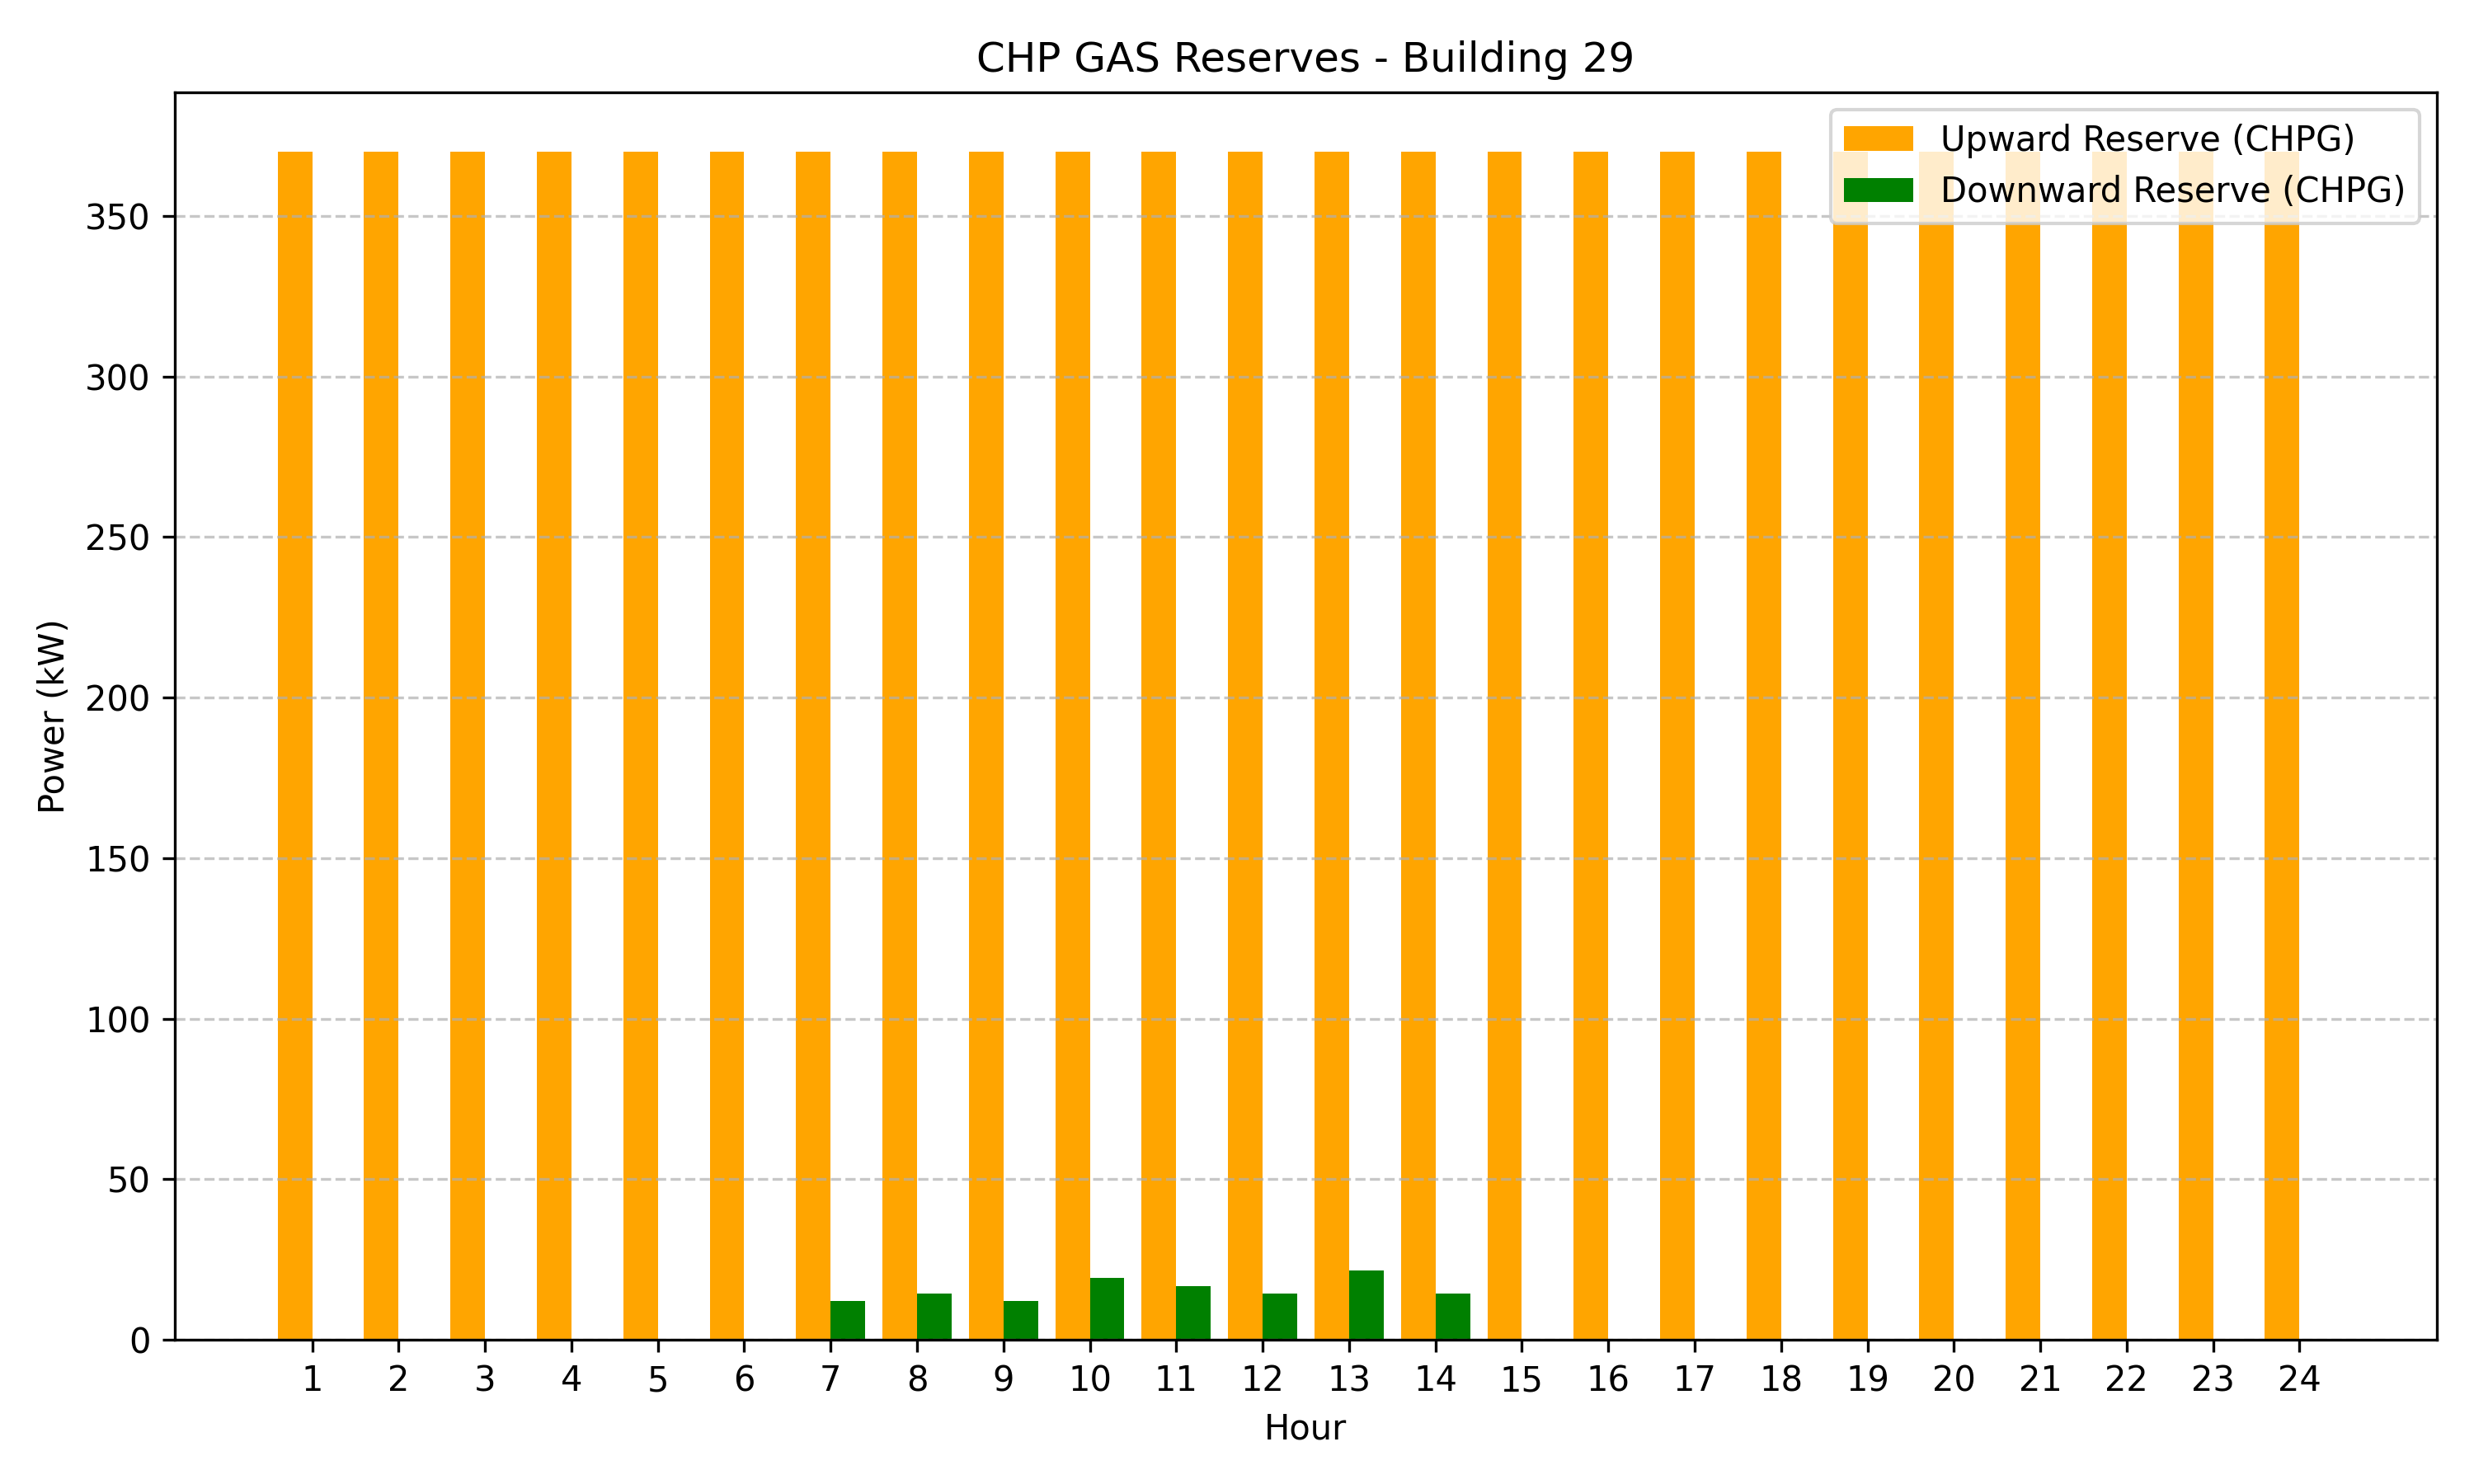 CHP GAS Reserves - Building 29
Upward Reserve (CHPG)
Downward Reserve (CHPG)
Power (kW)
350
300
250
200
150
100
50
0
1 2 3 4 5 6 7 8 9 10 11 12 13 14 15 16 17 18 19 20 21 22 23 24
Hour